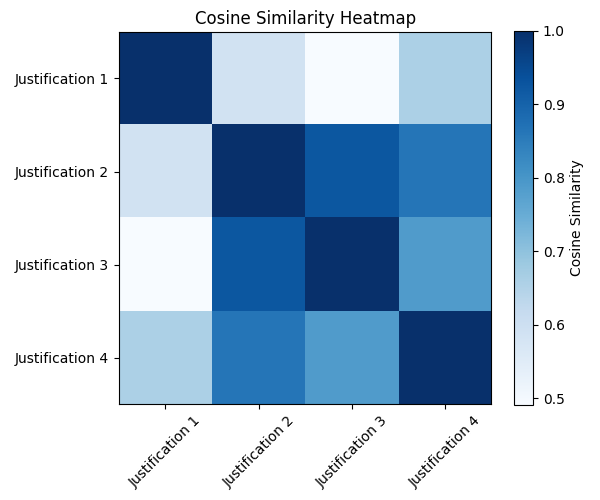 Cosine Similarity Heatmap
Justification 1
Justification 2
Justification 3
Justification 4
Justification 1
Justification 2
Justification 3
Justification 4
1.0
0.9
0.8
0.7
0.6
0.5
Cosine Similarity